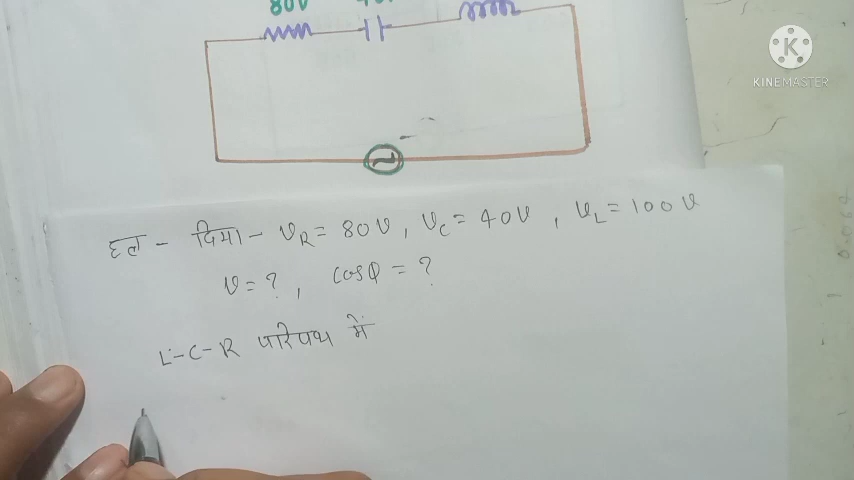 80V
K
KINEMASTER
हल - दिया - VR = 80V, VC = 40V, VL = 100V
V = ?, cosϕ = ?
L-C-R परिपथ में